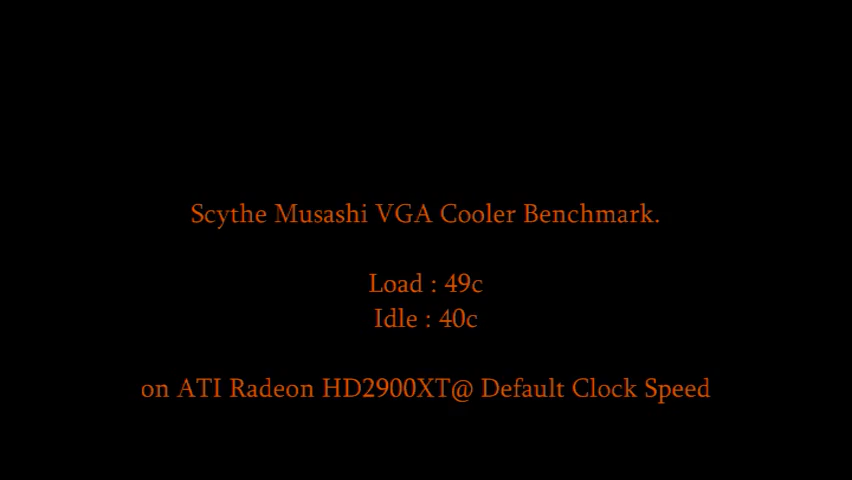 Scythe Musashi VGA Cooler Benchmark.
Load : 49c
Idle : 40c
on ATI Radeon HD2900XT@ Default Clock Speed